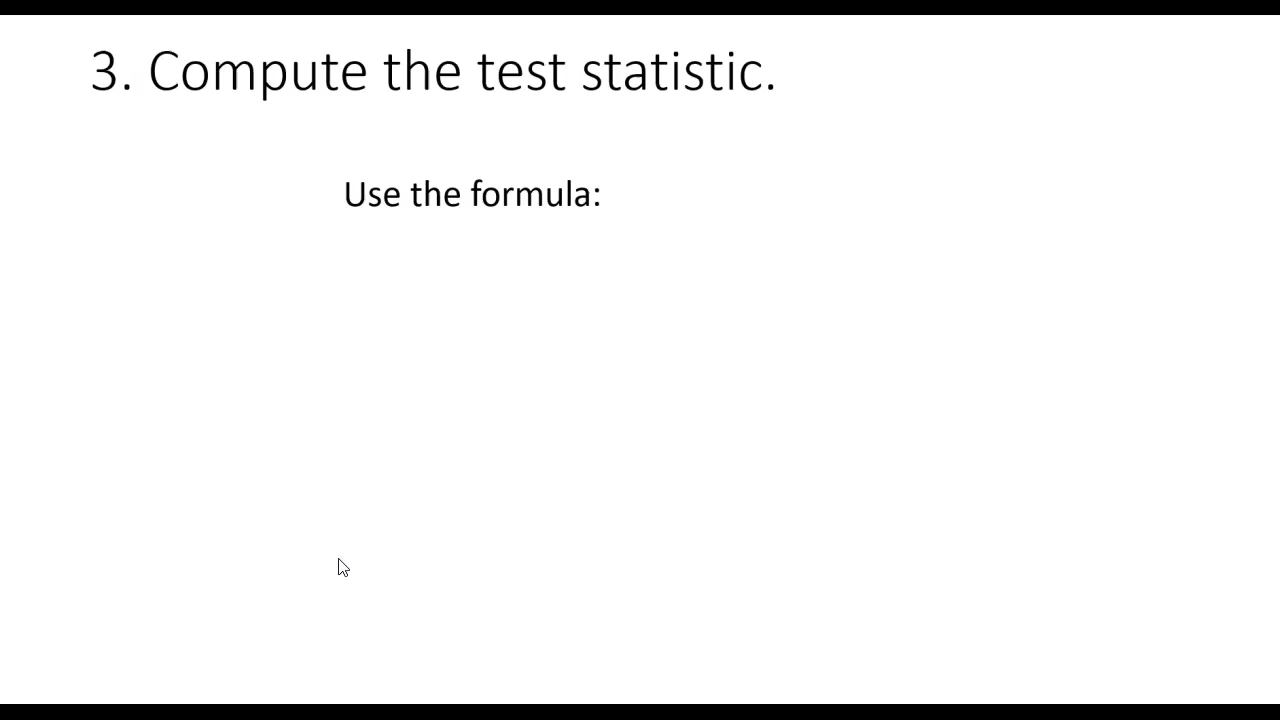 3. Compute the test statistic.
Use the formula: